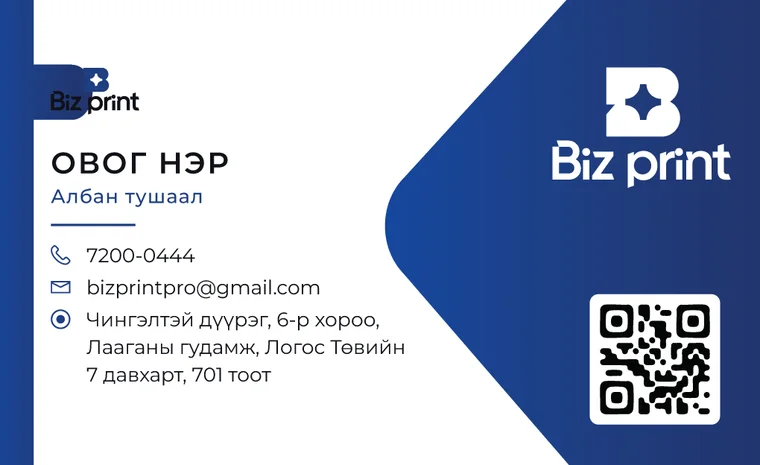 Biz print
ОВОГ НЭР
Албан тушаал
7200-0444
bizprintpro@gmail.com
Чингэлтэй дүүрэг, 6-р хороо,
Лааганы гудамж, Логос Төвийн
7 давхарт, 701 тоот
Biz print